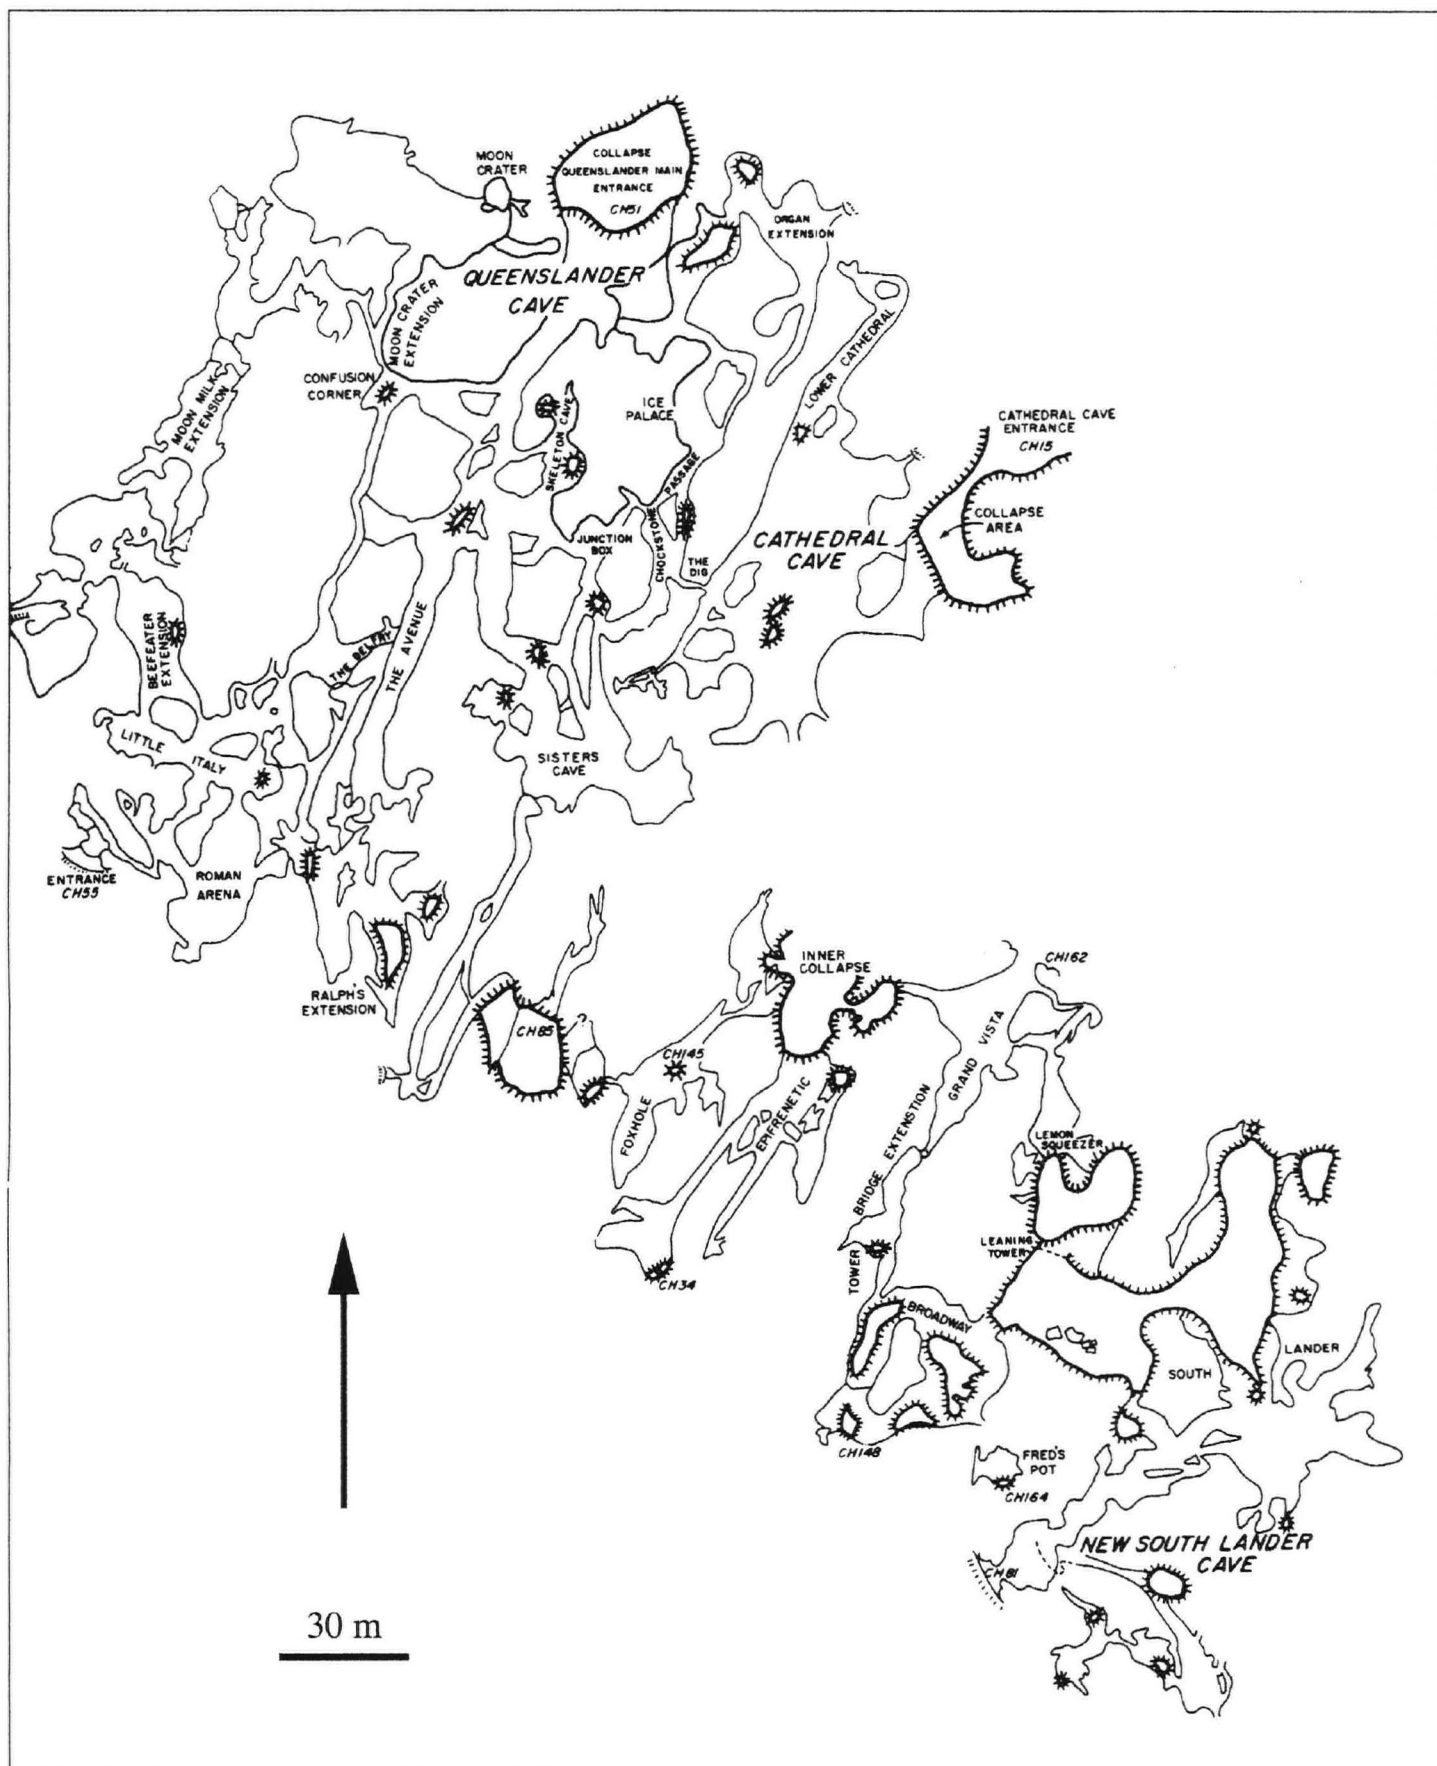 MOON
CRATER
COLLAPSE
QUEENSLANDER MAIN
ENTRANCE
CH51
ORGAN
EXTENSION
QUEENSLANDER
CAVE
MOON CRATER
EXTENSION
LOWER CATHEDRAL
CONFUSION
CORNER
MOON MILK
EXTENSION
ICE
PALACE
SKELETON CAVE
CATHEDRAL CAVE
ENTRANCE
CH15
COLLAPSE
AREA
PASSAGE
CHOCKSTONE
JUNCTION
BOX
THE
DIG
CATHEDRAL
CAVE
BEEFEATER
EXTENSION
THE BELFRY
THE AVENUE
LITTLE ITALY
SISTERS
CAVE
ENTRANCE
CH55
ROMAN
ARENA
RALPH'S
EXTENSION
CH85
INNER
COLLAPSE
CH162
CH145
FOXHOLE
EPIFRENETIC
GRAND VISTA
BRIDGE EXTENSTION
TOWER
LEMON
SQUEEZER
LEANING
TOWER
CH34
BROADWAY
SOUTH
LANDER
CH148
FRED'S
POT
CH164
NEW SOUTH LANDER
CAVE
CH81
30 m